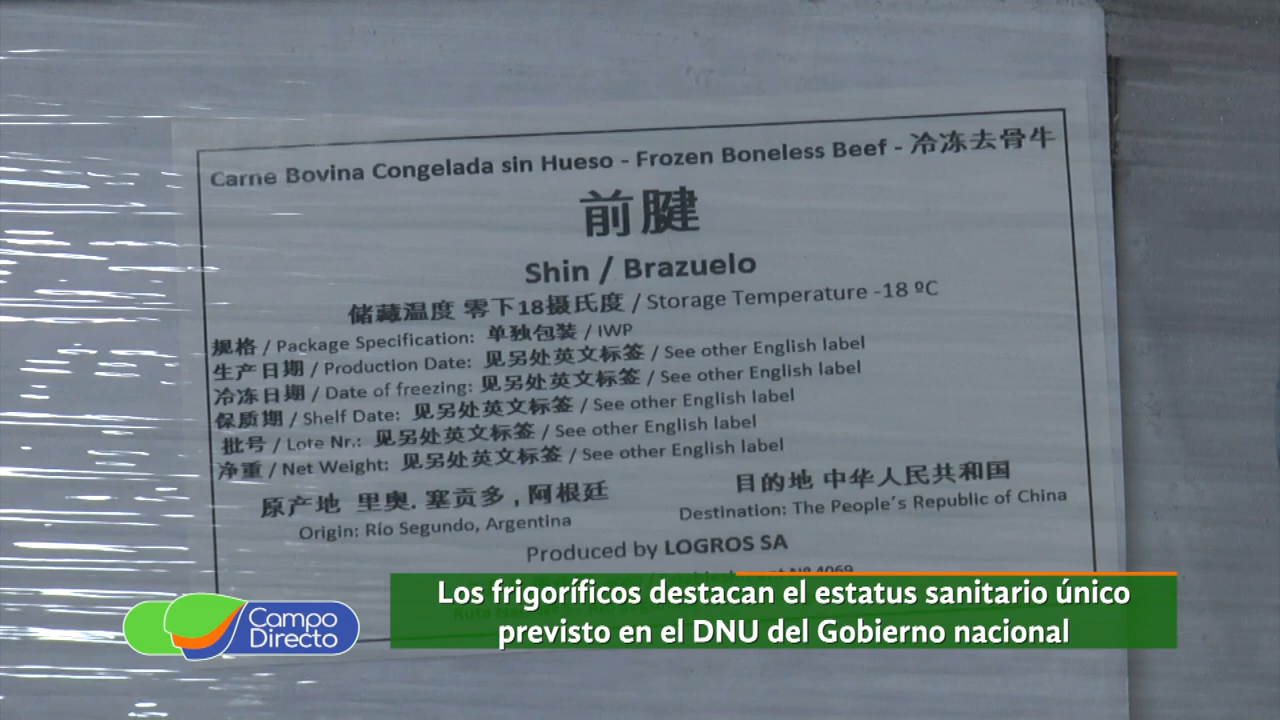 Carne Bovina Congelada sin Hueso - Frozen Boneless Beef - 冷冻去骨牛
前腱
Shin / Brazuelo
储藏温度 零下18摄氏度 / Storage Temperature -18 ºC
规格 / Package Specification: 单独包装 / IWP
生产日期 / Production Date: 见另处英文标签 / See other English label
冷冻日期 / Date of freezing: 见另处英文标签 / See other English label
保质期 / Shelf Date: 见另处英文标签 / See other English label
批号 / Lote Nr.: 见另处英文标签 / See other English label
净重 / Net Weight: 见另处英文标签 / See other English label
原产地 里奥. 塞贡多 , 阿根廷
Origin: Río Segundo, Argentina
目的地 中华人民共和国
Destination: The People's Republic of China
Produced by LOGROS SA
Nº 4069
Los frigoríficos destacan el estatus sanitario único
previsto en el DNU del Gobierno nacional
Campo
Directo